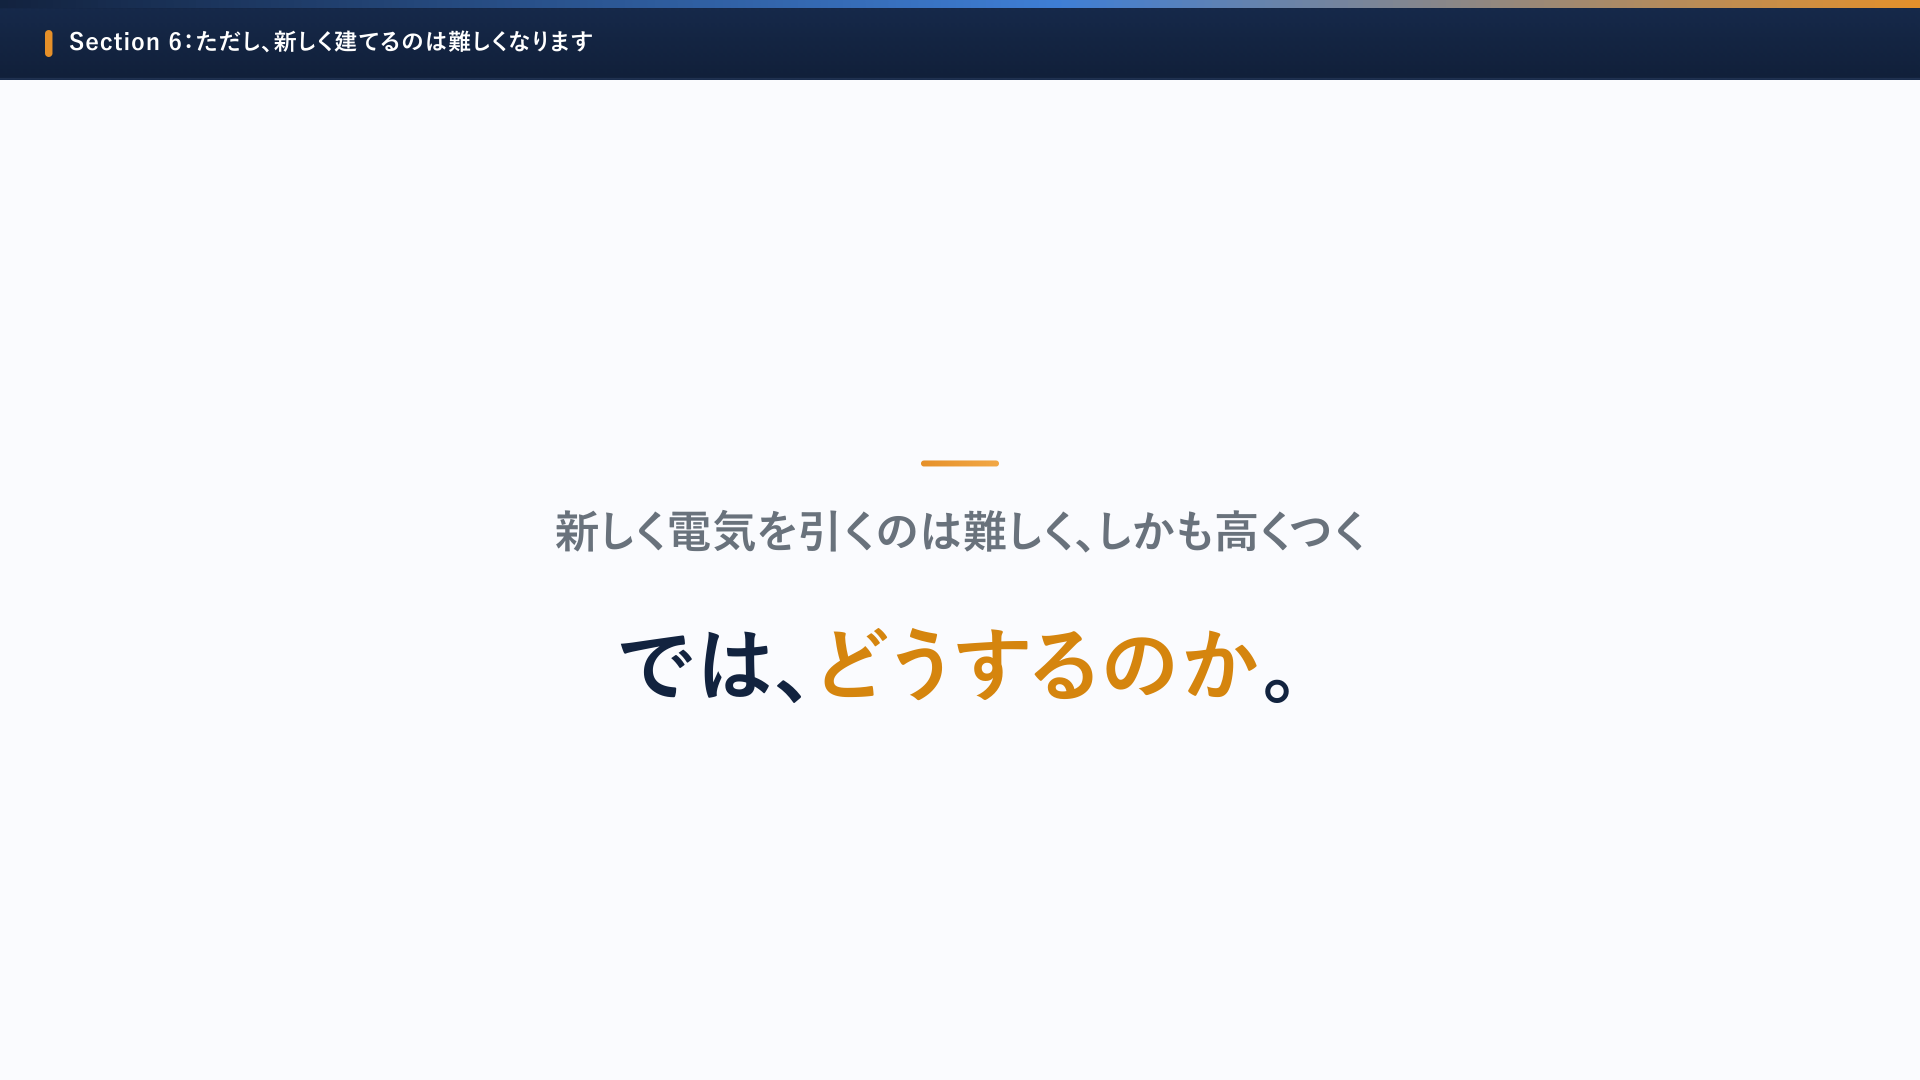 Section 6：ただし、新しく建てるのは難しくなります
新しく電気を引くのは難しく、しかも高くつく
では、どうするのか。